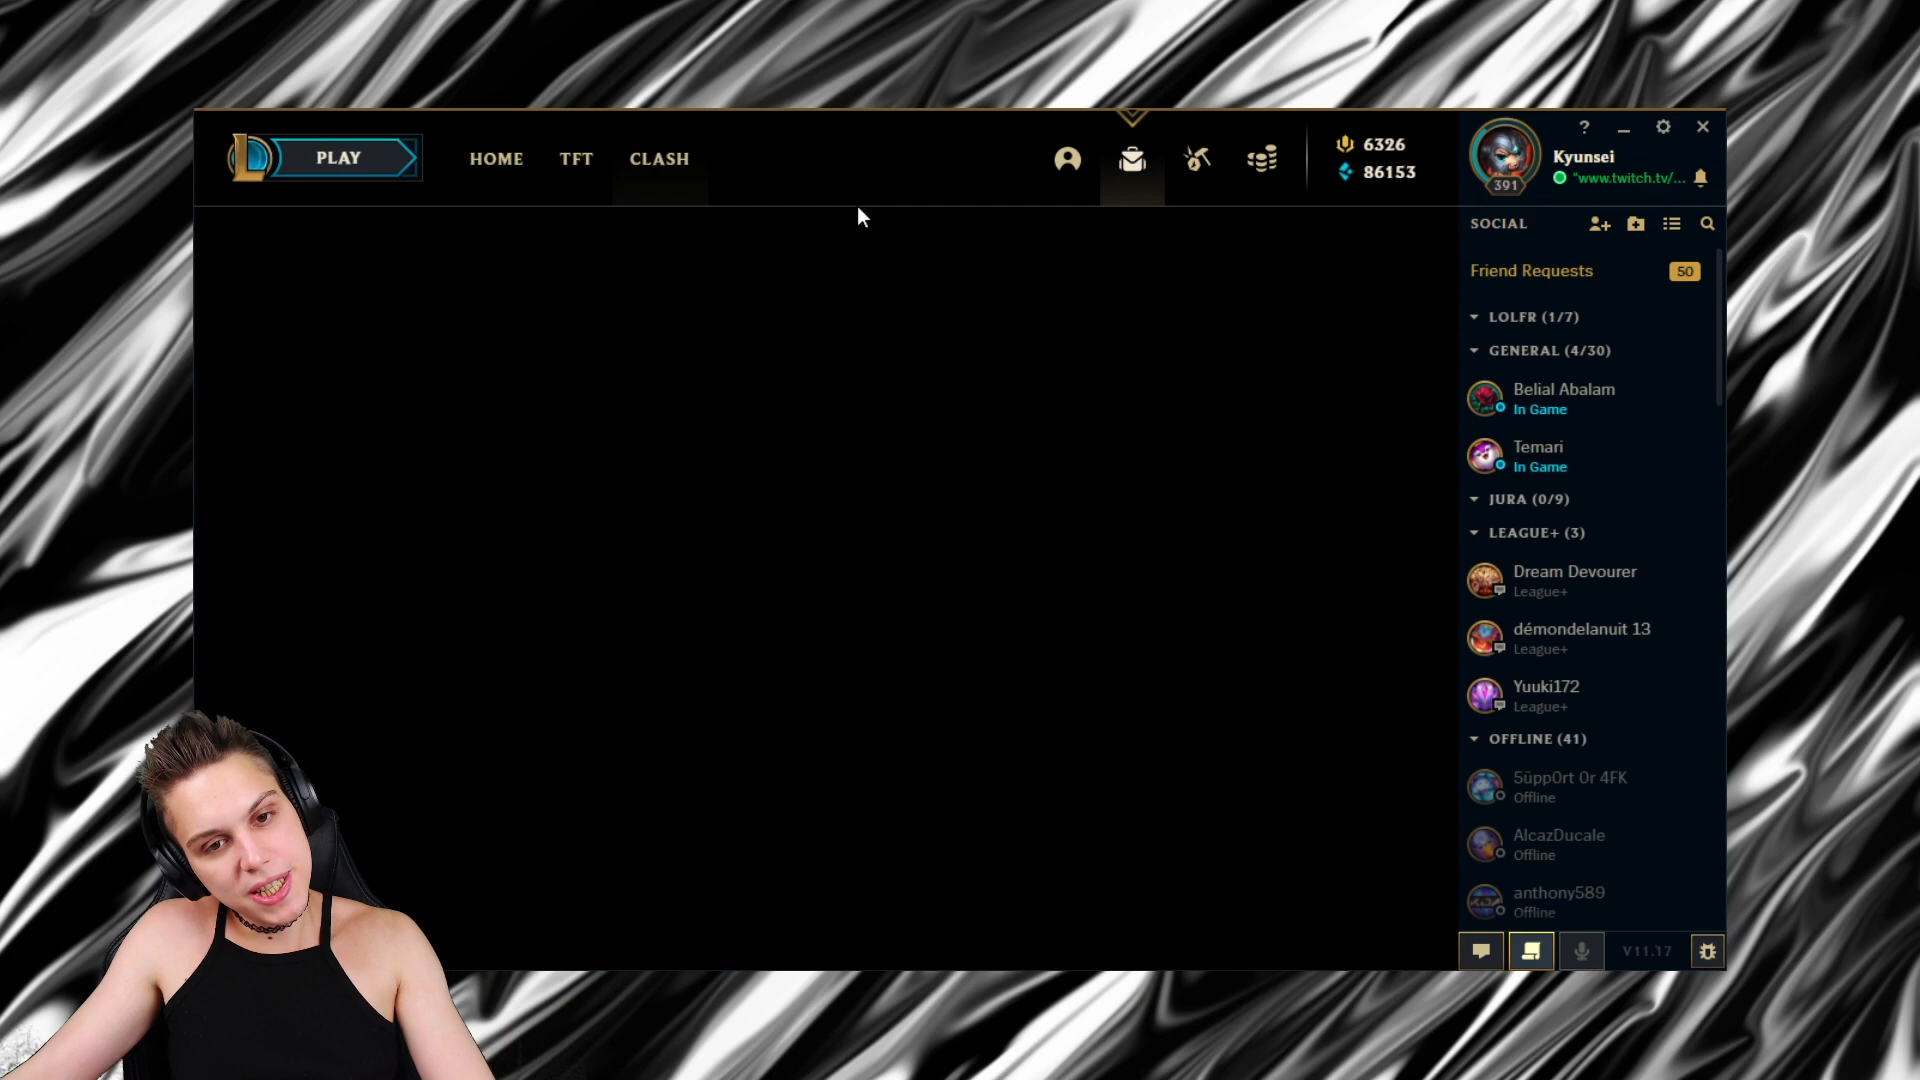 PLAY
HOME
TFT
CLASH
6326
86153
391
?
Kyunsei
"www.twitch.tv/...
SOCIAL
Friend Requests
50
LOLFR (1/7)
GENERAL (4/30)
Belial Abalam
In Game
Temari
In Game
JURA (0/9)
LEAGUE+ (3)
Dream Devourer
League+
démondelanuit 13
League+
Yuuki172
League+
OFFLINE (41)
5üpp0rt 0r 4FK
Offline
AlcazDucale
Offline
anthony589
Offline
V11.17